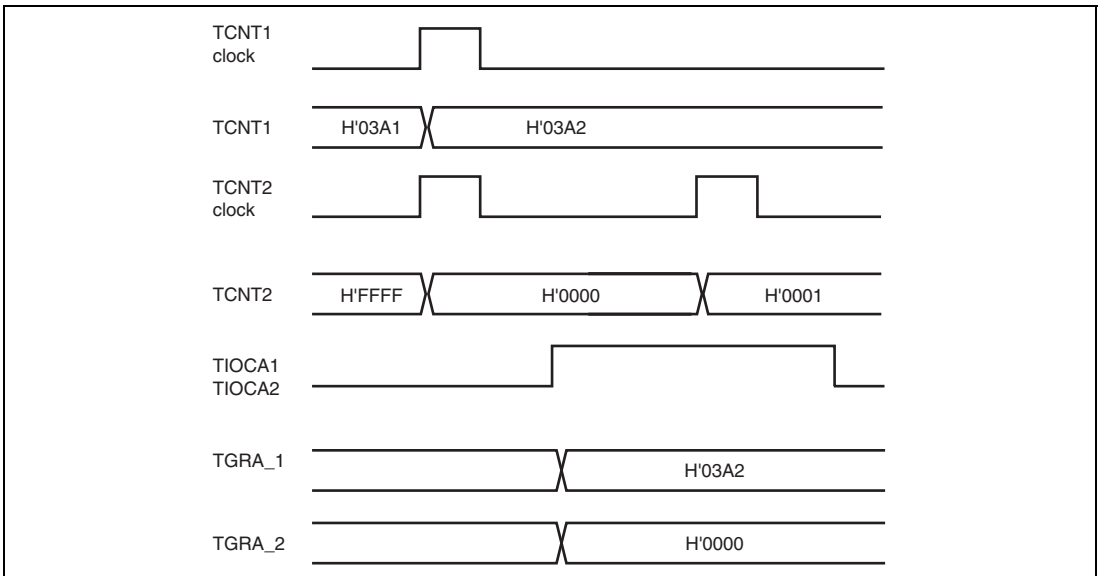 TCNT1
clock
TCNT1
H'03A1
H'03A2
TCNT2
clock
TCNT2
H'FFFF
H'0000
H'0001
TIOCA1
TIOCA2
TGRA_1
H'03A2
TGRA_2
H'0000